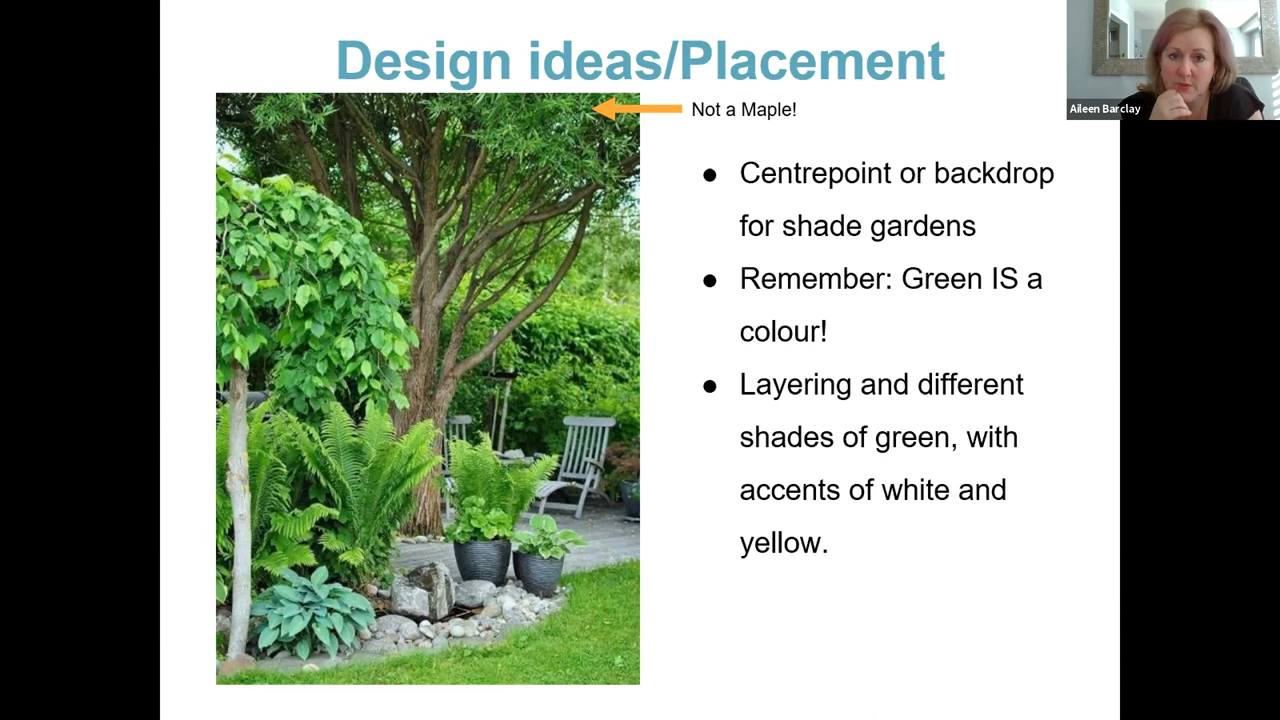 Design ideas/Placement
Not a Maple!
Aileen Barclay
● Centrepoint or backdrop
for shade gardens
● Remember: Green IS a
colour!
● Layering and different
shades of green, with
accents of white and
yellow.